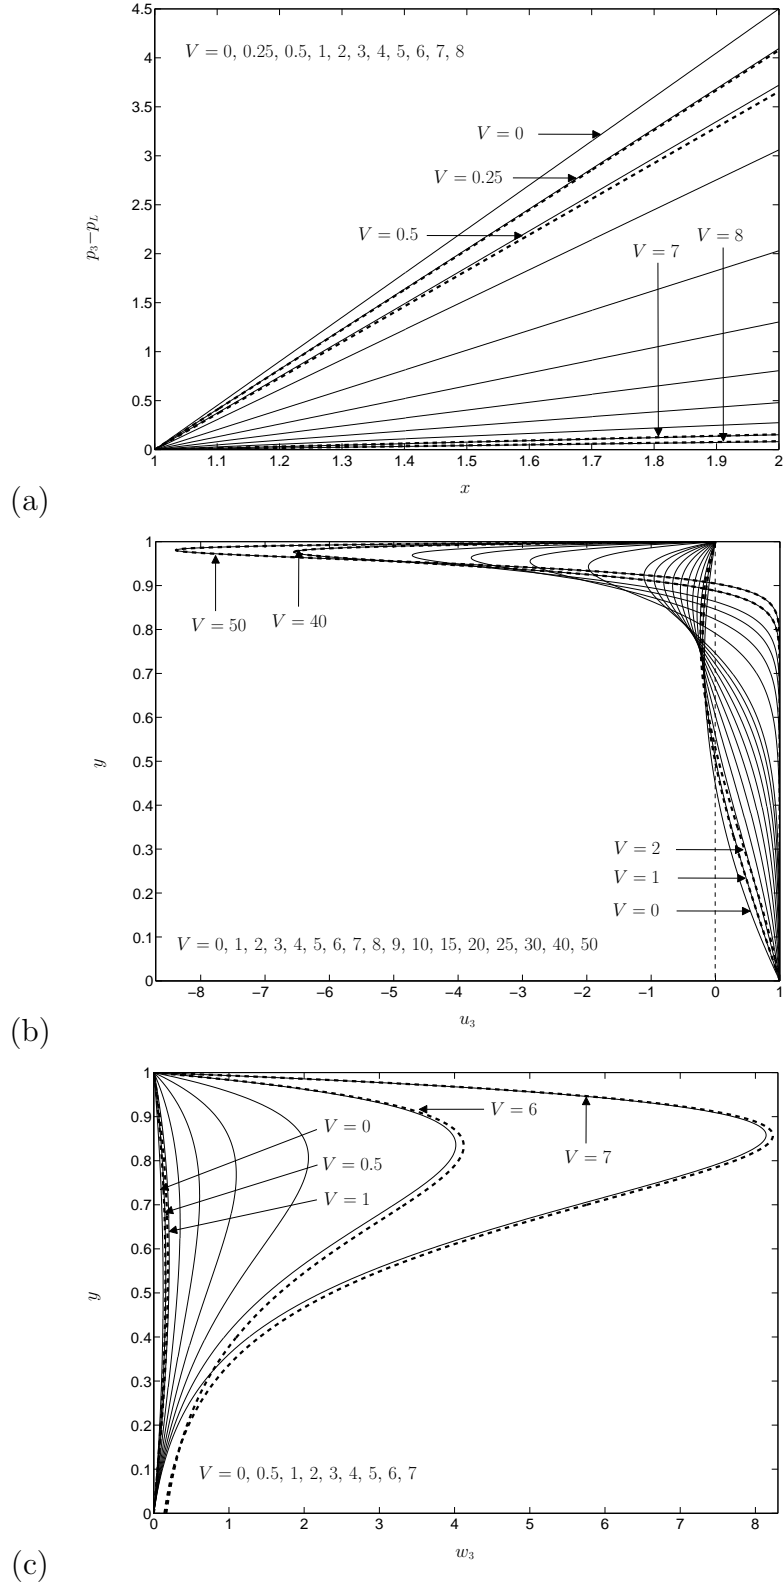 4.5
V = 0, 0.25, 0.5, 1, 2, 3, 4, 5, 6, 7, 8
4
3.5
V = 0
3
V = 0.25
2.5
p₃−p_L
V = 0.5
V = 7
V = 8
2
1.5
1
0.5
0
1 1.1 1.2 1.3 1.4 1.5 1.6 1.7 1.8 1.9 2
x
(a)
1
0.9
V = 50
V = 40
0.8
0.7
0.6
y
0.5
0.4
0.3
V = 2
V = 1
0.2
V = 0
0.1
V = 0, 1, 2, 3, 4, 5, 6, 7, 8, 9, 10, 15, 20, 25, 30, 40, 50
0
−8 −7 −6 −5 −4 −3 −2 −1 0 1
u₃
(b)
1
0.9
V = 6
V = 0
0.8
V = 0.5
V = 7
0.7
V = 1
0.6
y
0.5
0.4
0.3
0.2
0.1
V = 0, 0.5, 1, 2, 3, 4, 5, 6, 7
0
0 1 2 3 4 5 6 7 8
w₃
(c)